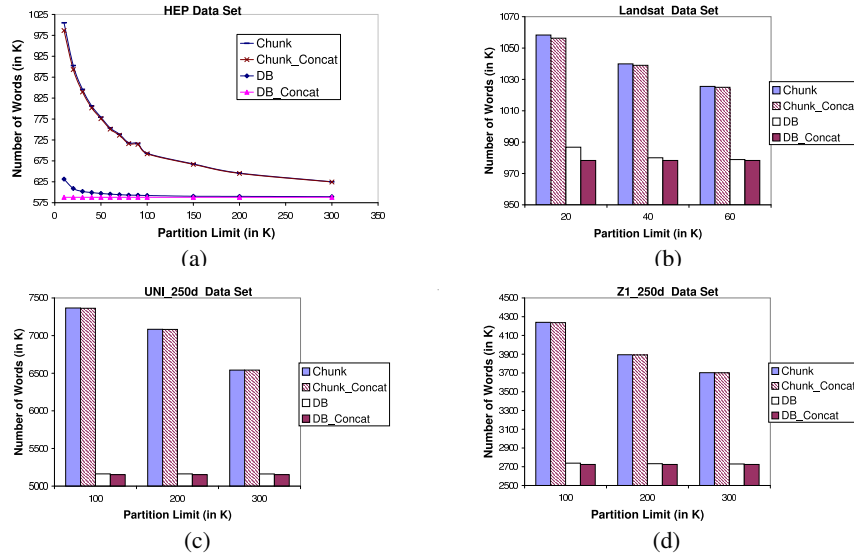 HEP Data Set
Number of Words (in K)
1025
975
925
875
825
775
725
675
625
575
0
50
100
150
200
250
300
350
Partition Limit (in K)
Chunk
Chunk_Concat
DB
DB_Concat
(a)
Landsat Data Set
Number of Words (in K)
1070
1050
1030
1010
990
970
950
20
40
60
Partition Limit (in K)
Chunk
Chunk_Concat
DB
DB_Concat
(b)
UNI_250d Data Set
Number of Words (in K)
7500
7000
6500
6000
5500
5000
100
200
300
Partition Limit (in K)
Chunk
Chunk_Concat
DB
DB_Concat
(c)
Z1_250d Data Set
Number of Words (in K)
4500
4300
4100
3900
3700
3500
3300
3100
2900
2700
2500
100
200
300
Partition Limit (in K)
Chunk
Chunk_Concat
DB
DB_Concat
(d)